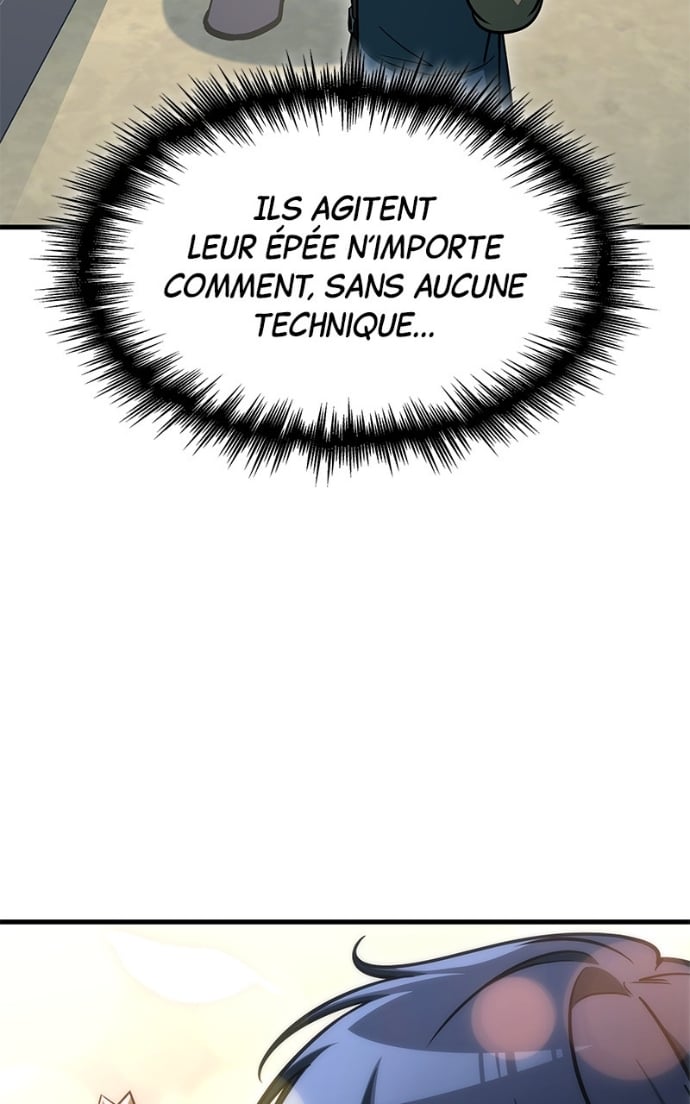 ILS AGITENT
LEUR ÉPÉE N'IMPORTE
COMMENT, SANS AUCUNE
TECHNIQUE...